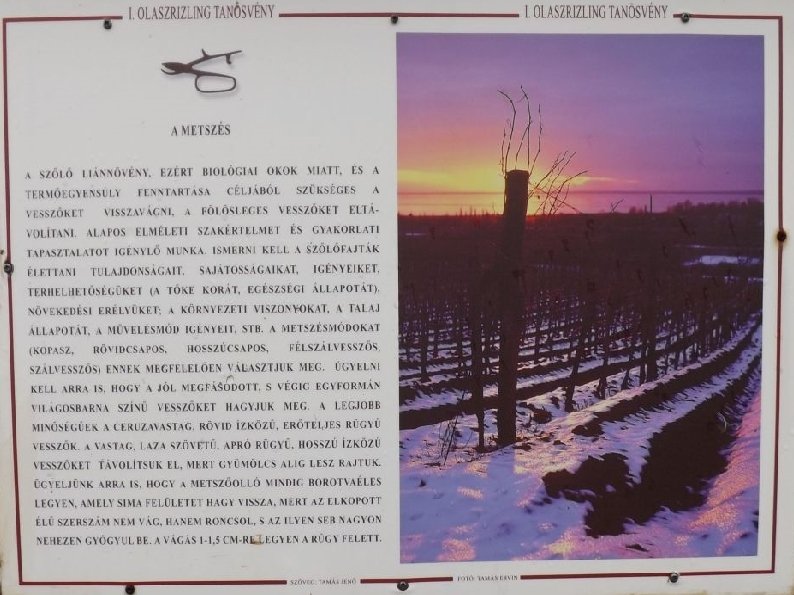 I. OLASZRIZLING TANÖSVÉNY
I. OLASZRIZLING TANÖSVÉNY
A METSZÉS
A SZŐLŐ LIÁNNÖVÉNY, EZÉRT BIOLÓGIAI OKOK MIATT, ÉS A
TERMŐEGYENSÚLY FENNTARTÁSA CÉLJÁBÓL SZÜKSÉGES A
VESSZŐKET VISSZAVÁGNI, A FÖLÖSLEGES VESSZŐKET ELTÁ-
VOLÍTANI. ALAPOS ELMÉLETI SZAKÉRTELMET ÉS GYAKORLATI
TAPASZTALATOT IGÉNYLŐ MUNKA. ISMERNI KELL A SZŐLŐFAJTÁK
ÉLETTANI TULAJDONSÁGAIT, SAJÁTOSSÁGAIKAT, IGÉNYEIKET,
TERHELHETŐSÉGÜKET (A TŐKE KORÁT, EGÉSZSÉGI ÁLLAPOTÁT),
NÖVEKEDÉSI ERÉLYÜKET; A KÖRNYEZETI VISZONYOKAT, A TALAJ
ÁLLAPOTÁT, A MŰVELÉSMÓD IGÉNYEIT, STB. A METSZÉSMÓDOKAT
(KOPASZ, RÖVIDCSAPOS, HOSSZÚCSAPOS, FÉLSZÁLVESSZŐS,
SZÁLVESSZŐS) ENNEK MEGFELELŐEN VÁLASZTJUK MEG. ÜGYELNI
KELL ARRA IS, HOGY A JÓL MEGFÁSODOTT, S VÉGIG EGYFORMÁN
VILÁGOSBARNA SZÍNŰ VESSZŐKET HAGYJUK MEG. A LEGJOBB
MINŐSÉGŰEK A CERUZAVASTAG, RÖVID ÍZKÖZŰ, ERŐTELJES RÜGYŰ
VESSZŐK. A VASTAG, LAZA SZÖVETŰ, APRÓ RÜGYŰ, HOSSZÚ ÍZKÖZŰ
VESSZŐKET TÁVOLÍTSUK EL, MERT GYÜMÖLCS ALIG LESZ RAJTUK.
ÜGYELJÜNK ARRA IS, HOGY A METSZŐOLLÓ MINDIG BOROTVAÉLES
LEGYEN, AMELY SIMA FELÜLETET HAGY VISSZA, MERT AZ ELKOPOTT
ÉLŰ SZERSZÁM NEM VÁG, HANEM RONCSOL, S AZ ILYEN SEB NAGYON
NEHEZEN GYÓGYUL BE. A VÁGÁS 1-1,5 CM-RE LEGYEN A RÜGY FELETT.
SZÖVEG: TAMÁS JENŐ
FOTÓ: TAMÁS ERVIN